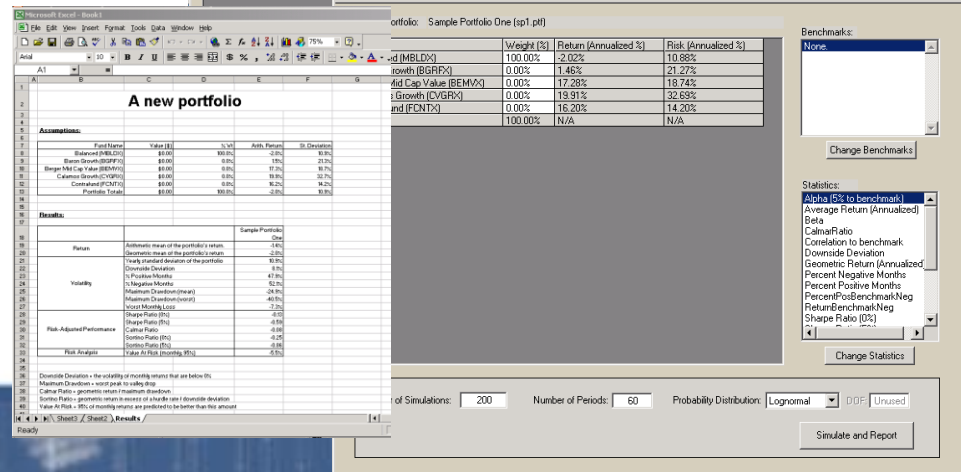 Microsoft Excel - Book1
File Edit View Insert Format Tools Data Window Help
75%
Arial 10 B I U
A1 =
A B C D E F G
A new portfolio
Assumptions:
Fund Name Value ($) % Wt Arith. Return St. Deviation
Balanced (MBLDX) $0.00 100.0% -2.0% 10.9%
Baron Growth (BGRFX) $0.00 0.0% 1.5% 21.3%
Berger Mid Cap Value (BEMVX) $0.00 0.0% 17.3% 18.7%
Calamos Growth (CVGRX) $0.00 0.0% 19.9% 32.7%
Contrafund (FCNTX) $0.00 0.0% 16.2% 14.2%
Portfolio Totals $0.00 100.0% -2.0% 10.9%
Results:
Sample Portfolio
One
Return
Arithmetic mean of the portfolio's return
Geometric mean of the portfolio's return -2.0%
Volatility
Yearly standard deviation of the portfolio 10.9%
Downside Deviation
% Positive Months 47.9%
% Negative Months 52.1%
Maximum Drawdown (mean) -24.9%
Maximum Drawdown (worst)
Worst Monthly Loss
Risk-Adjusted Performance
Sharpe Ratio (0%)
Sharpe Ratio (5%)
Calmar Ratio
Sortino Ratio (0%)
Sortino Ratio (5%)
Risk Analysis Value At Risk (monthly, 95%)
Downside Deviation = the volatility of monthly returns that are below 0%
Maximum Drawdown = worst peak to valley drop
Calmar Ratio = geometric return / maximum drawdown
Sortino Ratio = geometric return in excess of a hurdle rate / downside deviation
Value At Risk = 95% of monthly returns are predicted to be better than this amount
Sheet3 Sheet2 Results
Ready
rtfolio: Sample Portfolio One (sp1.ptf)
Weight (%) Return (Annualized %) Risk (Annualized %)
d (MBLDX) 100.00% -2.02% 10.88%
rowth (BGRFX) 0.00% 1.46% 21.27%
Mid Cap Value (BEMVX) 0.00% 17.28% 18.74%
s Growth (CVGRX) 0.00% 19.91% 32.69%
nd (FCNTX) 0.00% 16.20% 14.20%
100.00% N/A N/A
Benchmarks:
None.
Change Benchmarks
Statistics:
Alpha (5% to benchmark)
Average Return (Annualized)
Beta
CalmarRatio
Correlation to benchmark
Downside Deviation
Geometric Return (Annualized
Percent Negative Months
Percent Positive Months
PercentPosBenchmarkNeg
ReturnBenchmarkNeg
Sharpe Ratio (0%)
Change Statistics
r of Simulations: 200 Number of Periods: 60 Probability Distribution: Lognormal DOF: Unused
Simulate and Report